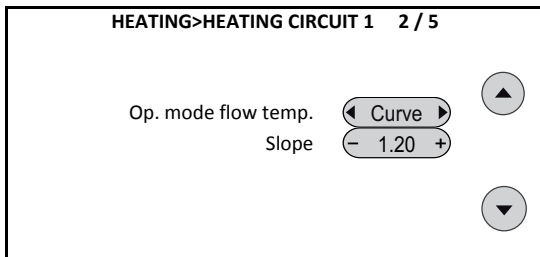 HEATING>HEATING CIRCUIT 1 2 / 5
Op. mode flow temp. Curve
Slope - 1.20 +